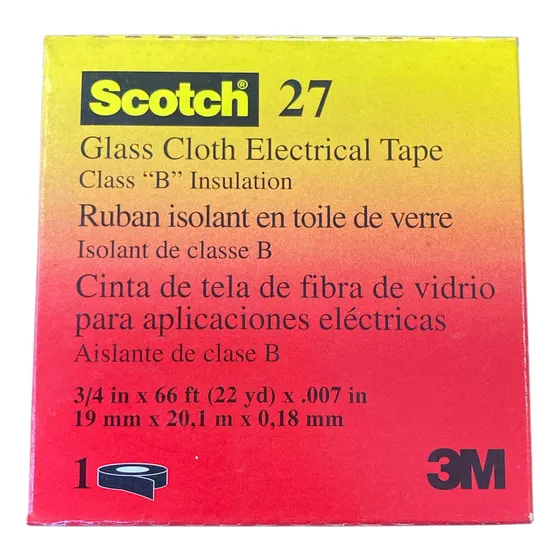 Scotch® 27
Glass Cloth Electrical Tape
Class “B” Insulation
Ruban isolant en toile de verre
Isolant de classe B
Cinta de tela de fibra de vidrio
para aplicaciones eléctricas
Aislante de clase B
3/4 in x 66 ft (22 yd) x .007 in
19 mm x 20,1 m x 0,18 mm
1
3M